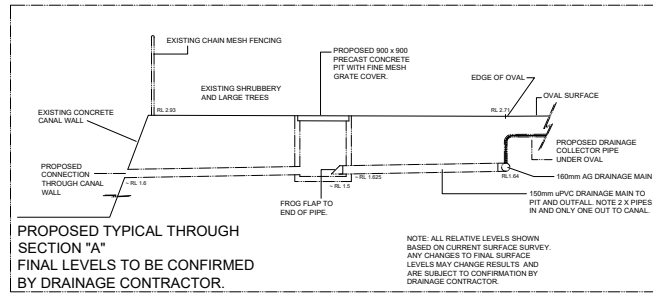 EXISTING CHAIN MESH FENCING
PROPOSED 900 x 900
PRECAST CONCRETE
PIT WITH FINE MESH
GRATE COVER.
EDGE OF OVAL
EXISTING SHRUBBERY
AND LARGE TREES
OVAL SURFACE
RL 2.93
RL 2.71
EXISTING CONCRETE
CANAL WALL
PROPOSED DRAINAGE
COLLECTOR PIPE
UNDER OVAL
PROPOSED
CONNECTION
THROUGH CANAL
WALL
~ RL 1.6
~ RL 1.625
~ RL 1.5
RL1.64
160mm AG DRAINAGE MAIN
FROG FLAP TO
END OF PIPE.
150mm uPVC DRAINAGE MAIN TO
PIT AND OUTFALL. NOTE 2 X PIPES
IN AND ONLY ONE OUT TO CANAL.
PROPOSED TYPICAL THROUGH
SECTION "A"
FINAL LEVELS TO BE CONFIRMED
BY DRAINAGE CONTRACTOR.
NOTE: ALL RELATIVE LEVELS SHOWN
BASED ON CURRENT SURFACE SURVEY.
ANY CHANGES TO FINAL SURFACE
LEVELS MAY CHANGE RESULTS AND
ARE SUBJECT TO CONFIRMATION BY
DRAINAGE CONTRACTOR.